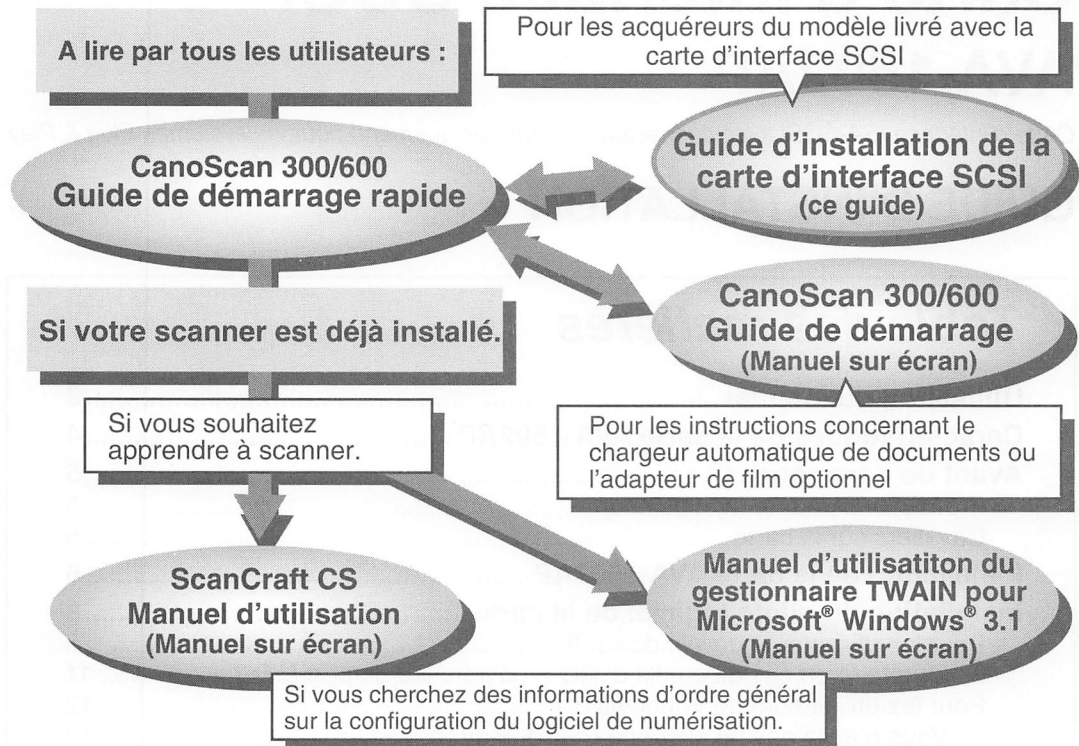 A lire par tous les utilisateurs :
Pour les acquéreurs du modèle livré avec la
carte d'interface SCSI
CanoScan 300/600
Guide de démarrage rapide
Guide d'installation de la
carte d'interface SCSI
(ce guide)
CanoScan 300/600
Guide de démarrage
(Manuel sur écran)
Si votre scanner est déjà installé.
Si vous souhaitez
apprendre à scanner.
Pour les instructions concernant le
chargeur automatique de documents ou
l'adapteur de film optionnel
ScanCraft CS
Manuel d'utilisation
(Manuel sur écran)
Manuel d'utilisatiton du
gestionnaire TWAIN pour
Microsoft® Windows® 3.1
(Manuel sur écran)
Si vous cherchez des informations d'ordre général
sur la configuration du logiciel de numérisation.